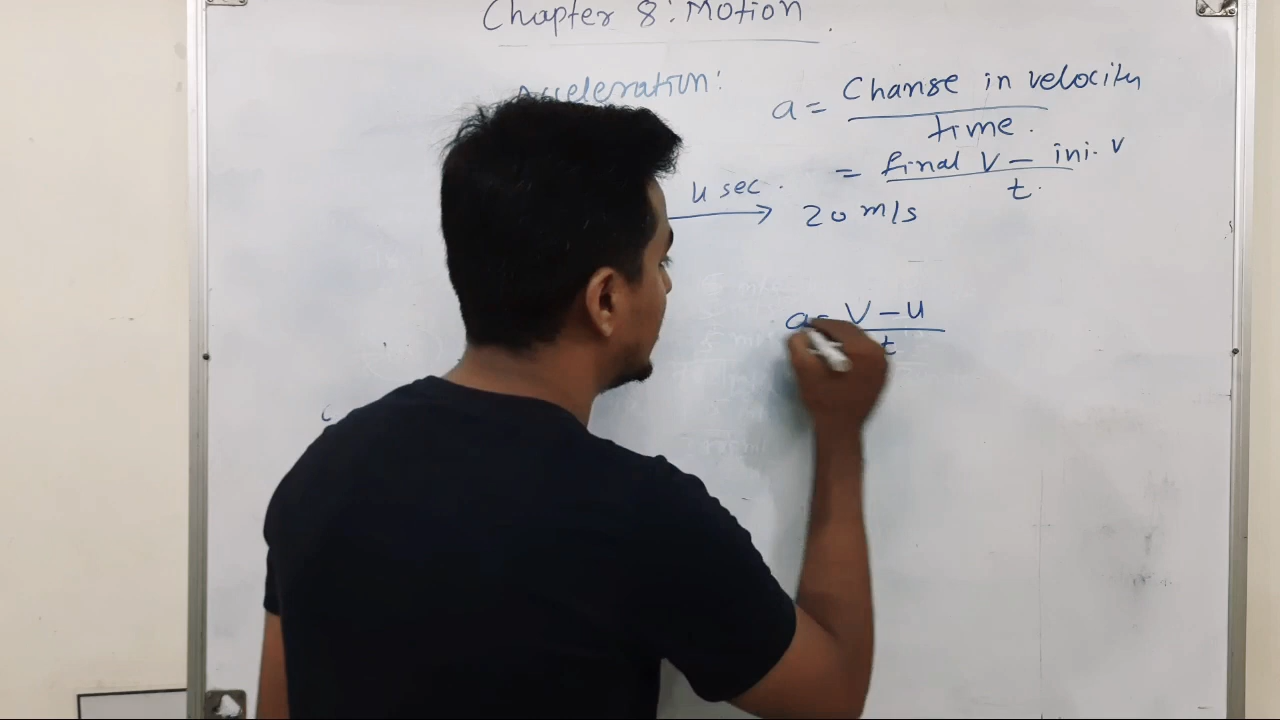 Chapter 8: Motion
Acceleration:
a = Change in velocity
time.
= final V – ini. V
t.
4 sec.
20 m/s
a = V – u
t